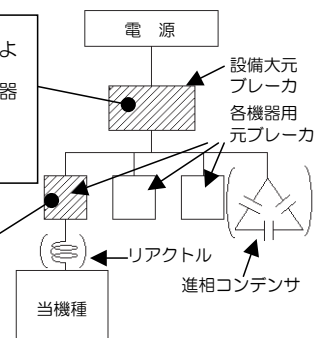 電 源
よ
器
設備大元
ブレーカ
各機器用
元ブレーカ
リアクトル
進相コンデンサ
当機種